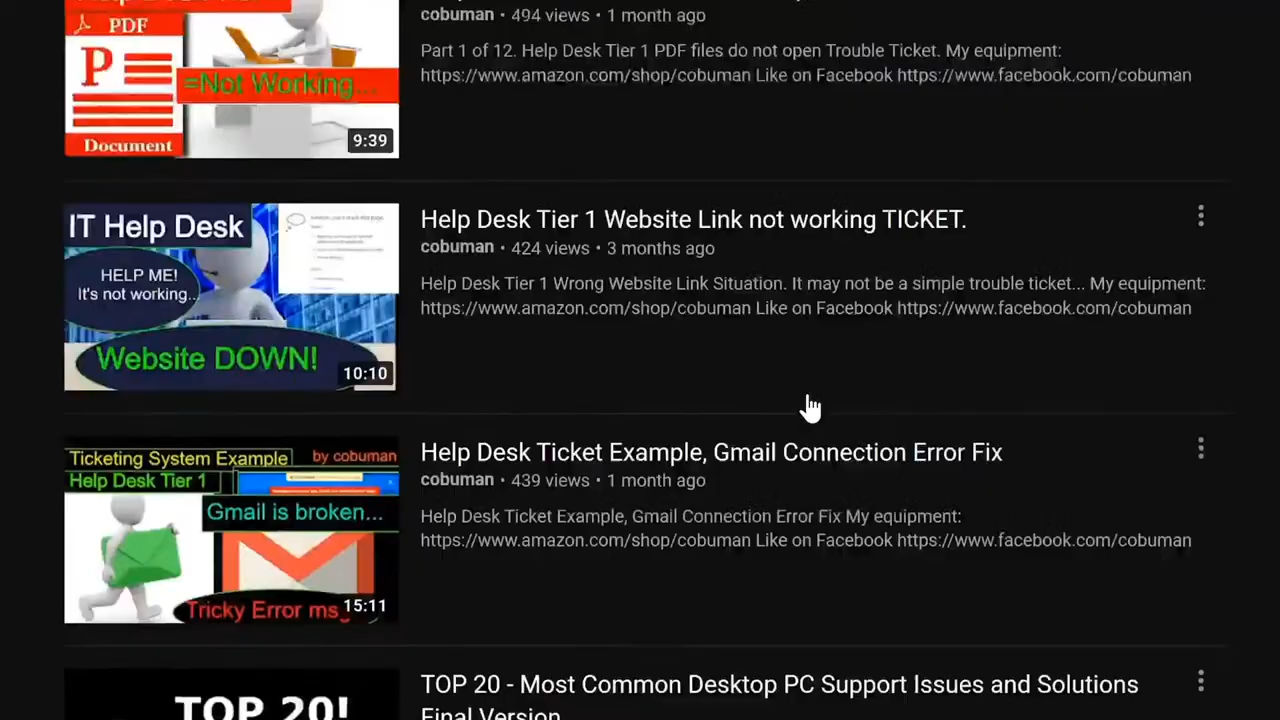 PDF
P
=Not Working...
Document
9:39
cobuman • 494 views • 1 month ago
Part 1 of 12. Help Desk Tier 1 PDF files do not open Trouble Ticket. My equipment:
https://www.amazon.com/shop/cobuman Like on Facebook https://www.facebook.com/cobuman
IT Help Desk
HELP ME!
It's not working...
Website DOWN!
10:10
Help Desk Tier 1 Website Link not working TICKET.
cobuman • 424 views • 3 months ago
Help Desk Tier 1 Wrong Website Link Situation. It may not be a simple trouble ticket... My equipment:
https://www.amazon.com/shop/cobuman Like on Facebook https://www.facebook.com/cobuman
Ticketing System Example by cobuman
Help Desk Tier 1
Gmail is broken...
Tricky Error
15:11
Help Desk Ticket Example, Gmail Connection Error Fix
cobuman • 439 views • 1 month ago
Help Desk Ticket Example, Gmail Connection Error Fix My equipment:
https://www.amazon.com/shop/cobuman Like on Facebook https://www.facebook.com/cobuman
TOP 20!
TOP 20 - Most Common Desktop PC Support Issues and Solutions
Final Version